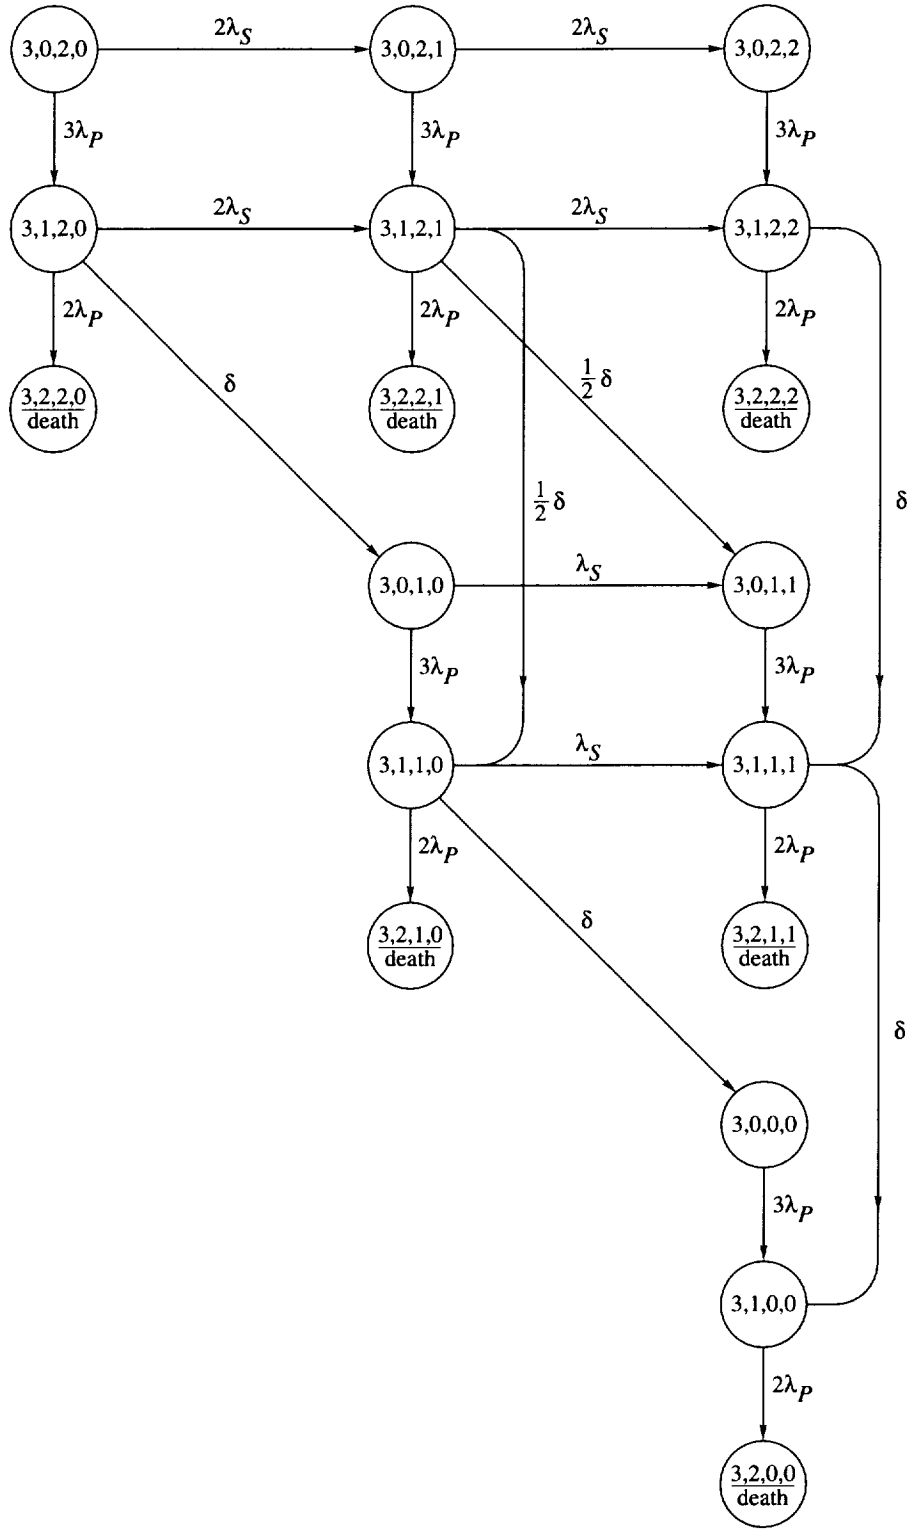 3,0,2,0
2λS
3,0,2,1
2λS
3,0,2,2
3λP
3λP
3λP
3,1,2,0
2λS
3,1,2,1
2λS
3,1,2,2
2λP
2λP
2λP
3,2,2,0
death
δ
3,2,2,1
death
1/2 δ
3,2,2,2
death
1/2 δ
δ
3,0,1,0
λS
3,0,1,1
3λP
3λP
3,1,1,0
λS
3,1,1,1
2λP
2λP
3,2,1,0
death
δ
3,2,1,1
death
δ
3,0,0,0
3λP
3,1,0,0
2λP
3,2,0,0
death